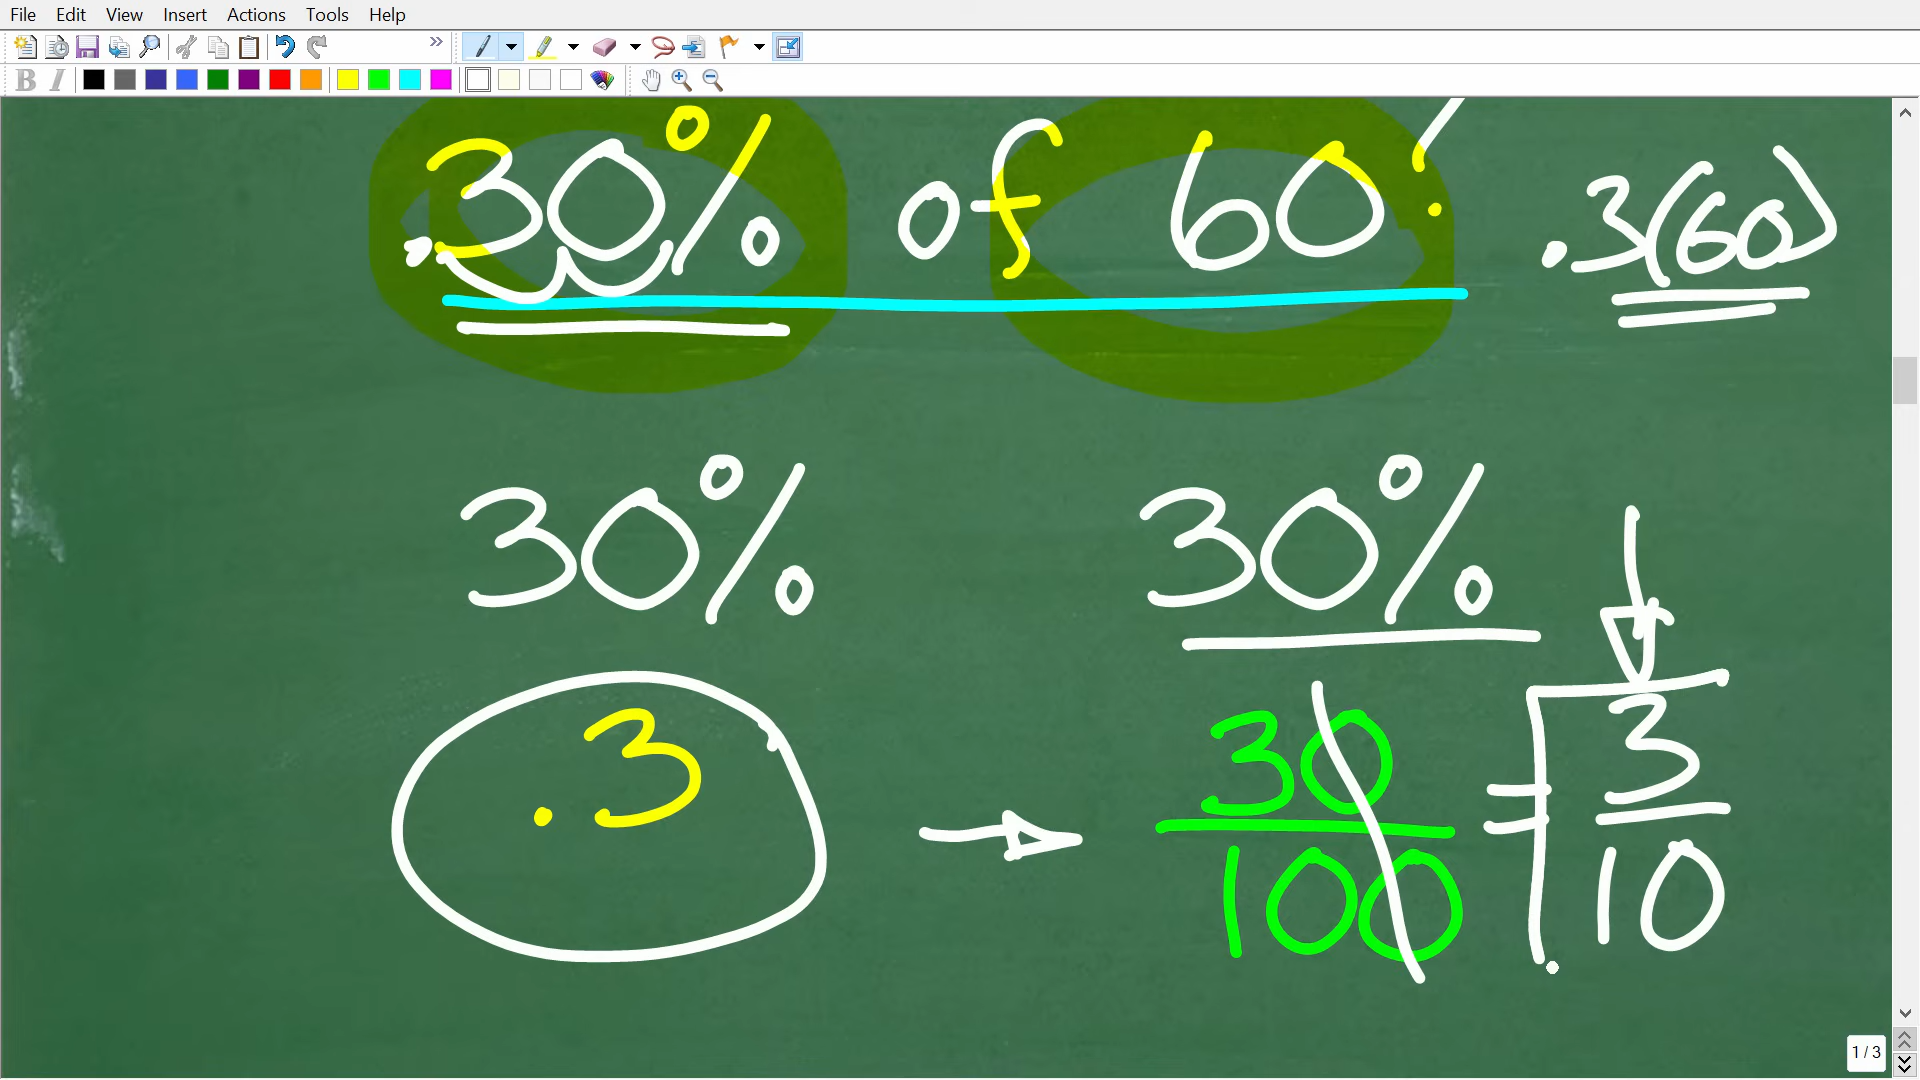 File Edit View Insert Actions Tools Help
B I
.30% of 60? .3(60)
30% 30%
.3 30/100 = 3/10
1 / 3